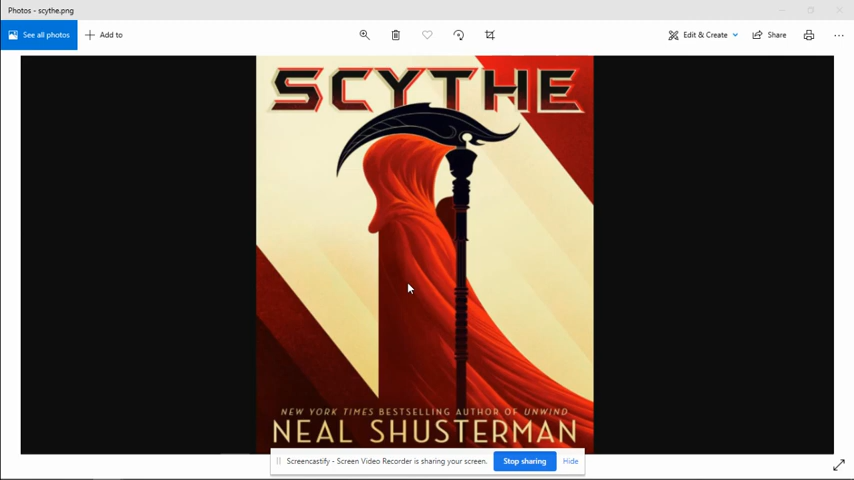 Photos - scythe.png
See all photos
Add to
Edit & Create
Share
SCYTHE
NEW YORK TIMES BESTSELLING AUTHOR OF UNWIND
NEAL SHUSTERMAN
Screencastify - Screen Video Recorder is sharing your screen.
Stop sharing
Hide